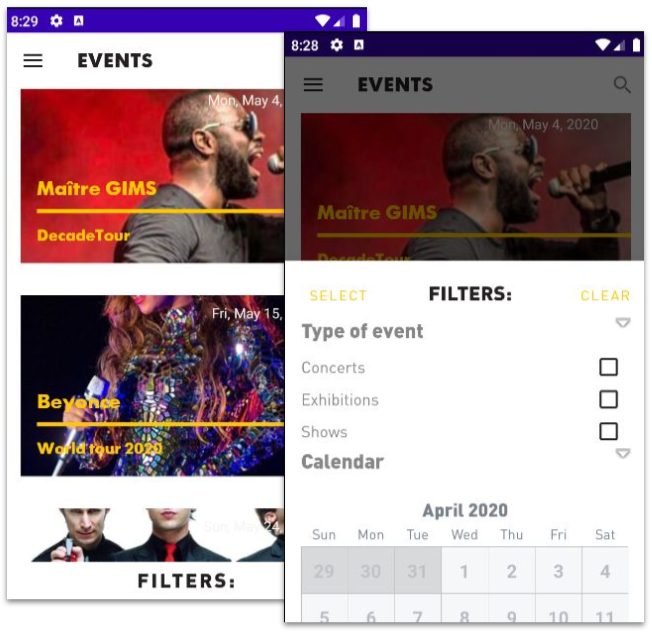 8:29
EVENTS
Mon, May 4,
Maître GIMS
DecadeTour
Fri, May 15,
Beyonce
World tour 2020
Sun, May 24,
FILTERS:
8:28
EVENTS
Mon, May 4, 2020
Maître GIMS
DecadeTour
SELECT FILTERS: CLEAR
Type of event
Concerts
Exhibitions
Shows
Calendar
April 2020
Sun Mon Tue Wed Thu Fri Sat
29 30 31 1 2 3 4
5 6 7 8 9 10 11